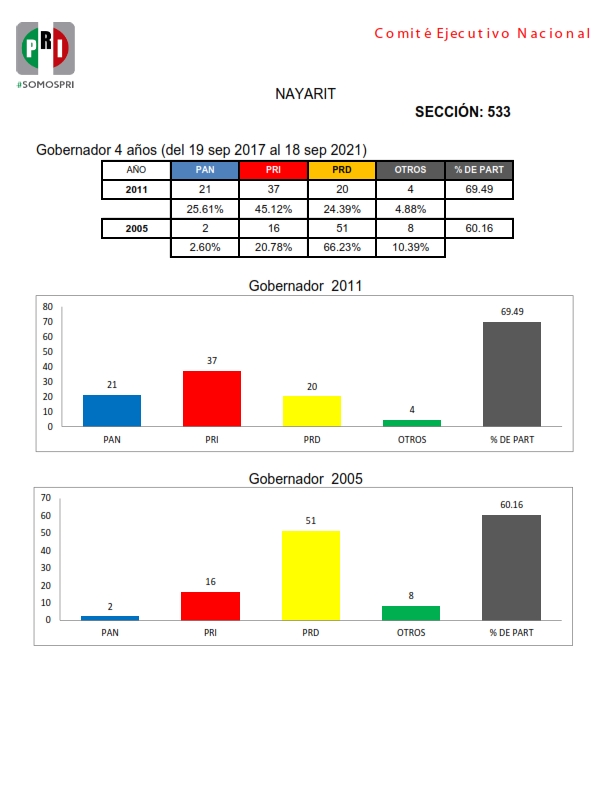 PRI
#SOMOSPRI
Comité Ejecutivo Nacional
NAYARIT
SECCIÓN: 533
Gobernador 4 años (del 19 sep 2017 al 18 sep 2021)
AÑO PAN PRI PRD OTROS % DE PART
2011 21 37 20 4 69.49
25.61% 45.12% 24.39% 4.88%
2005 2 16 51 8 60.16
2.60% 20.78% 66.23% 10.39%
Gobernador 2011
80
70
60
50
40
30
20
10
0
21 37 20 4 69.49
PAN PRI PRD OTROS % DE PART
Gobernador 2005
70
60
50
40
30
20
10
0
2 16 51 8 60.16
PAN PRI PRD OTROS % DE PART